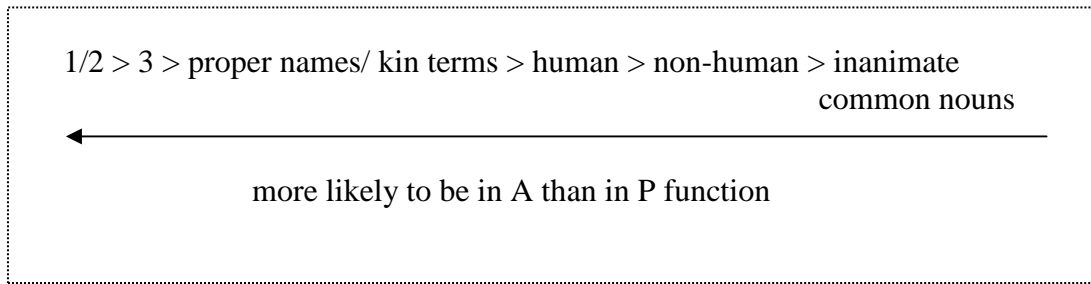 1/2 > 3 > proper names/ kin terms > human > non-human > inanimate
common nouns
more likely to be in A than in P function